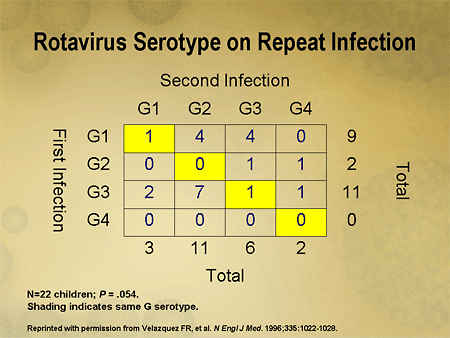 Rotavirus Serotype on Repeat Infection
Second Infection
G1 G2 G3 G4
First Infection
G1 1 4 4 0 9
G2 0 0 1 1 2
G3 2 7 1 1 11
G4 0 0 0 0 0
Total
3 11 6 2
Total
N=22 children; P = .054.
Shading indicates same G serotype.
Reprinted with permission from Velazquez FR, et al. N Engl J Med. 1996;335:1022-1028.